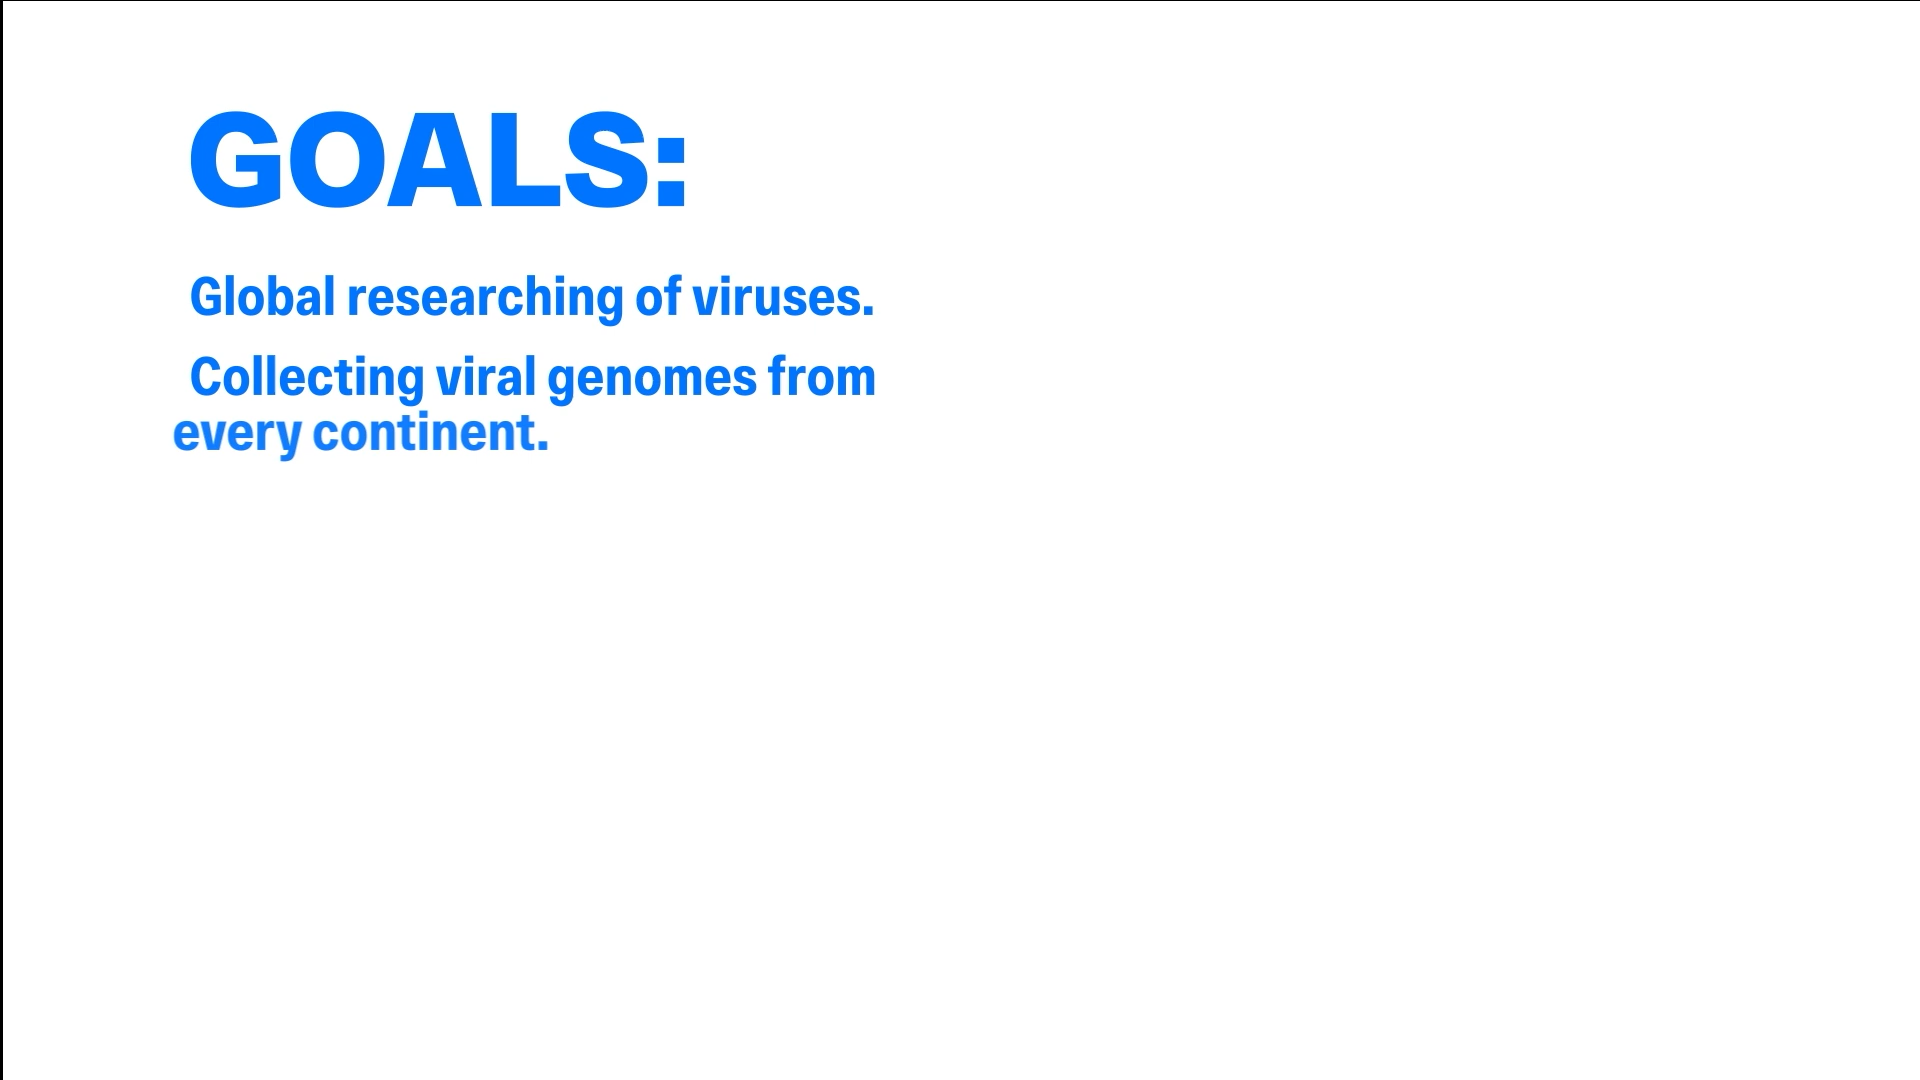 GOALS:
Global researching of viruses.
Collecting viral genomes from
every continent.